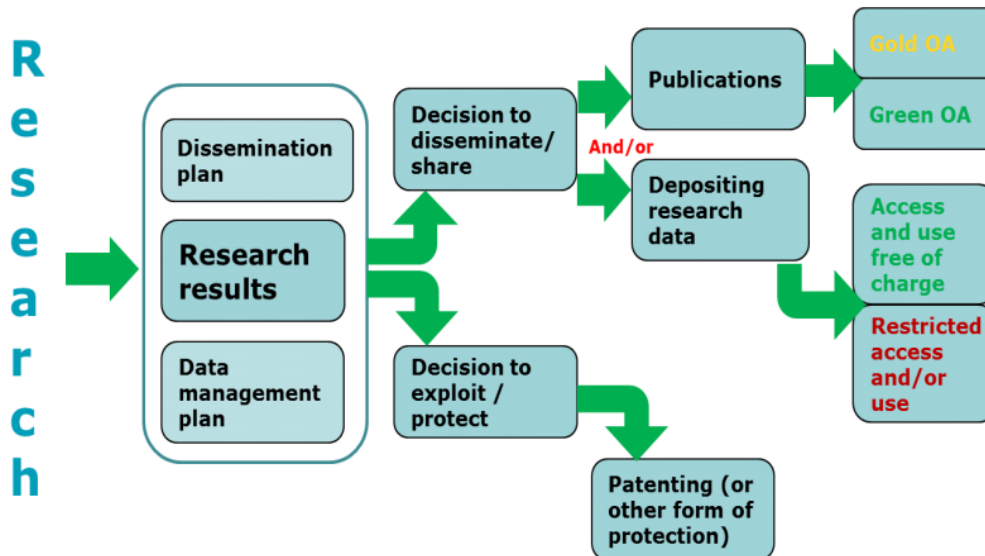 Research
Dissemination
plan
Research
results
Data
management
plan
Decision to
disseminate/
share
And/or
Publications
Gold OA
Green OA
Depositing
research
data
Access
and use
free of
charge
Restricted
access
and/or
use
Decision to
exploit /
protect
Patenting (or
other form of
protection)